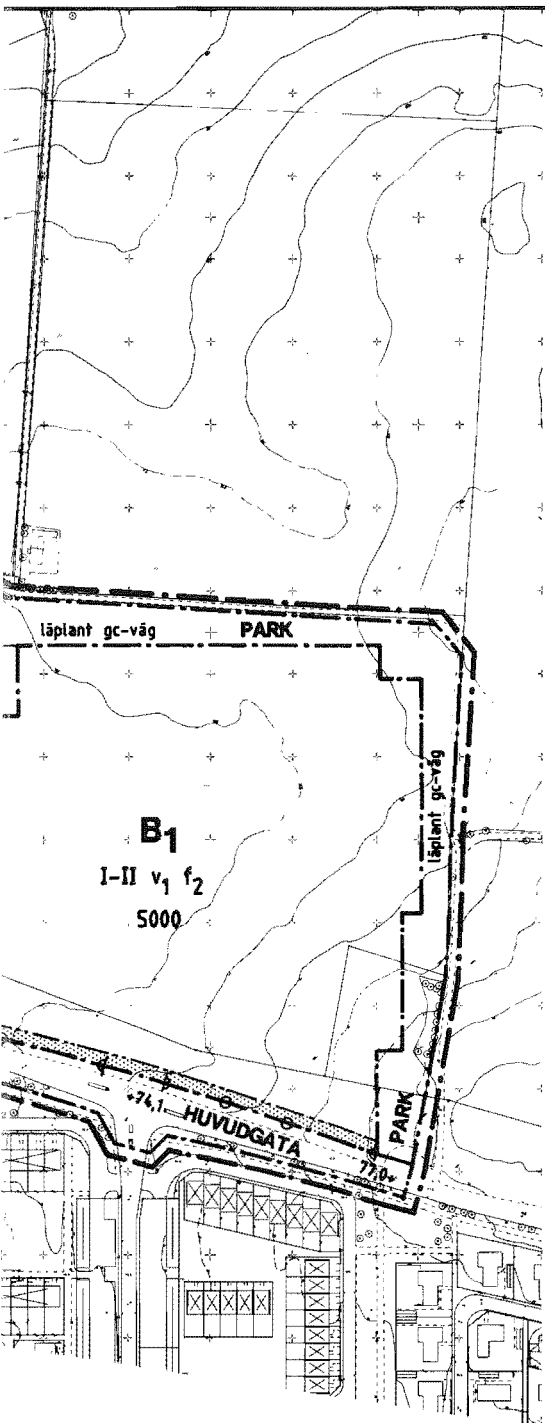 läplant gc-väg
PARK
läplant gc-väg
B1
I-II v1 f2
5000
+74,1
HUVUDGATA
PARK
77,0+